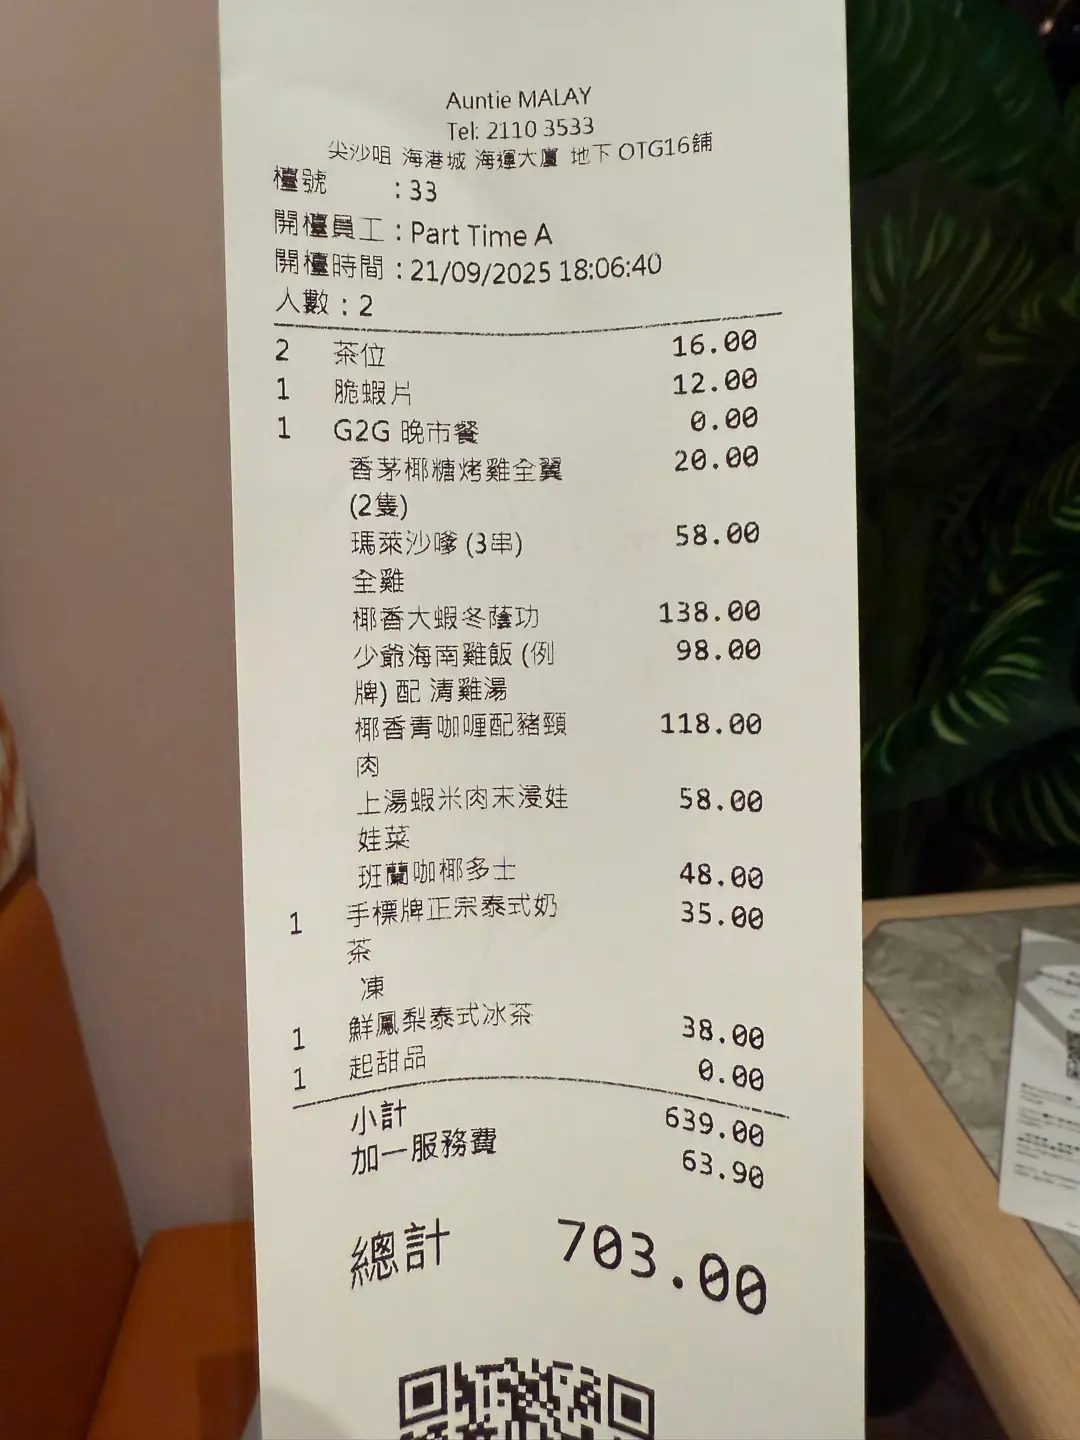 Auntie MALAY
Tel: 2110 3533
尖沙咀 海港城 海運大廈 地下 OTG16舖
檯號 : 33
開檯員工 : Part Time A
開檯時間 : 21/09/2025 18:06:40
人數 : 2
2 茶位 16.00
1 脆蝦片 12.00
1 G2G 晚市餐 0.00
香茅椰糖烤雞全翼 20.00
(2隻)
瑪萊沙嗲 (3串) 58.00
全雞
椰香大蝦冬蔭功 138.00
少爺海南雞飯 (例 98.00
牌) 配 清雞湯
椰香青咖喱配豬頸 118.00
肉
上湯蝦米肉末浸娃 58.00
娃菜
班蘭咖椰多士 48.00
1 手標牌正宗泰式奶 35.00
茶
凍
1 鮮鳳梨泰式冰茶 38.00
1 起甜品 0.00
小計 639.00
加一服務費 63.90
總計 703.00